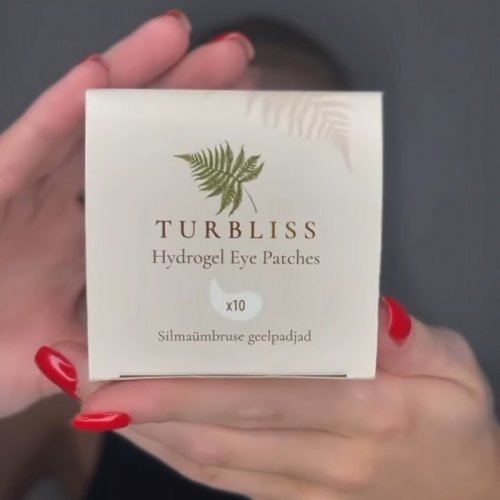 TURBLISS
Hydrogel Eye Patches
x10
Silmaümbruse geelpadjad